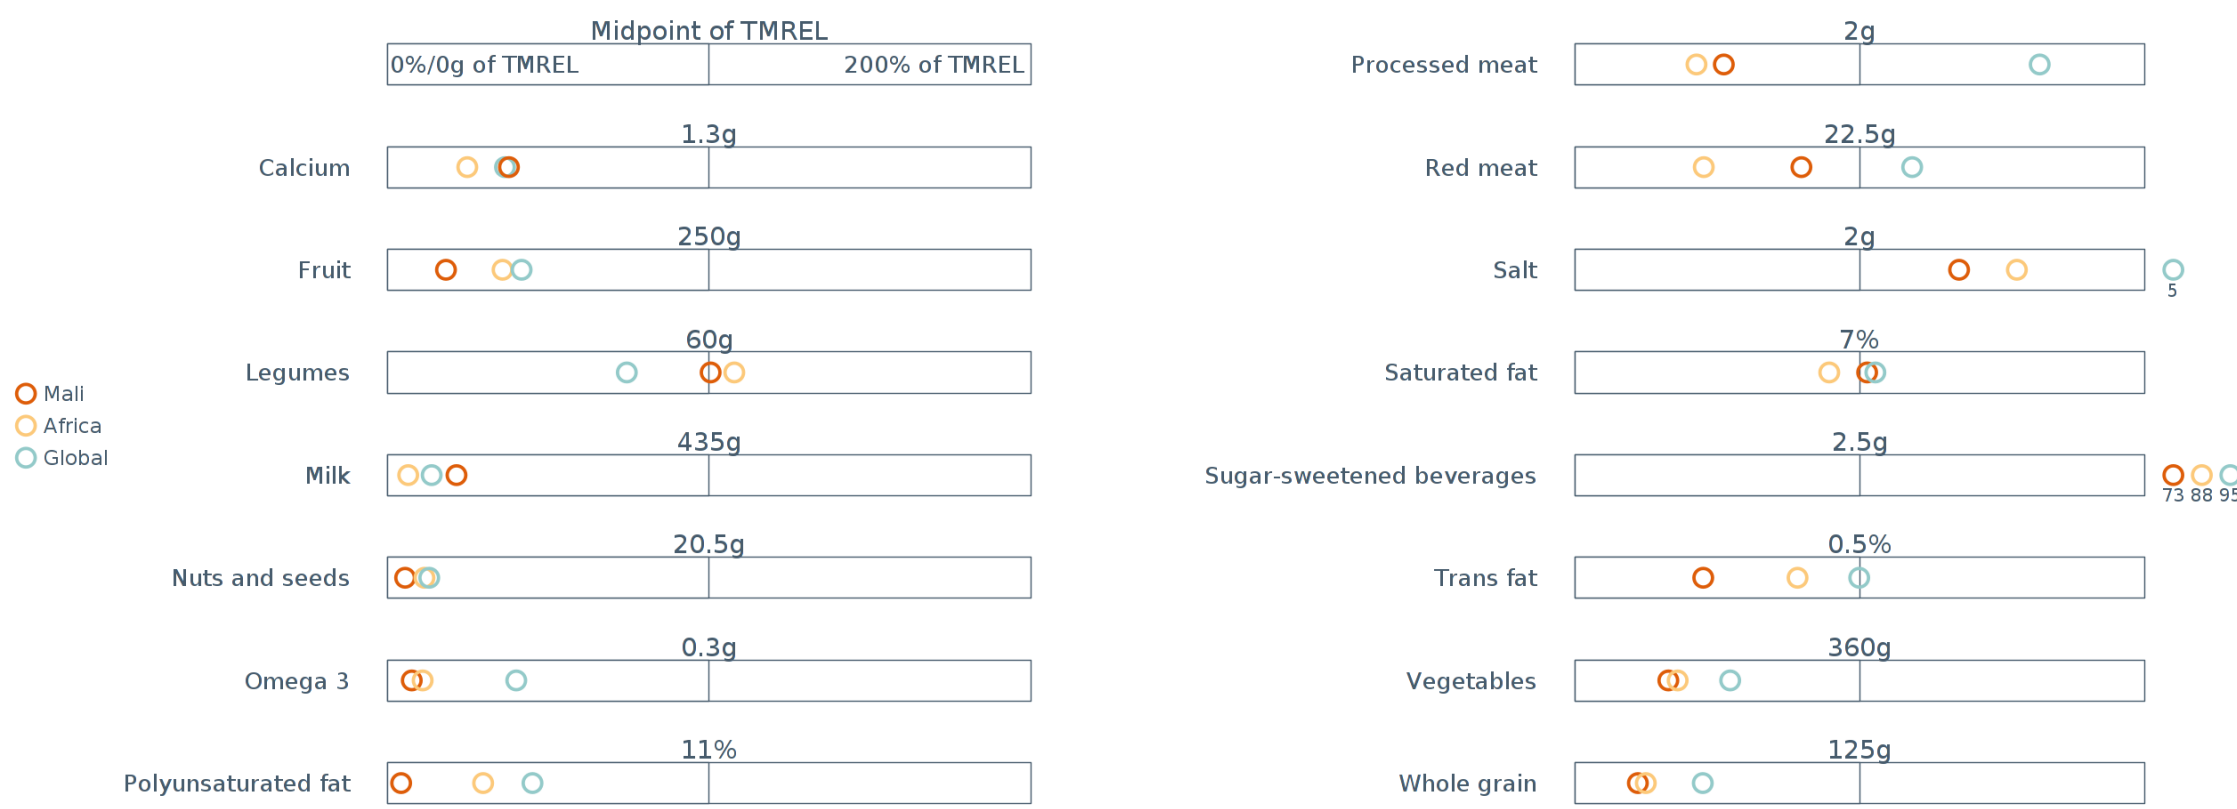 Midpoint of TMREL
0%/0g of TMREL 200% of TMREL
Calcium 1.3g
Fruit 250g
Legumes 60g
Milk 435g
Nuts and seeds 20.5g
Omega 3 0.3g
Polyunsaturated fat 11%
Mali
Africa
Global
Processed meat 2g
Red meat 22.5g
Salt 2g
5
Saturated fat 7%
Sugar-sweetened beverages 2.5g
73 88 95
Trans fat 0.5%
Vegetables 360g
Whole grain 125g